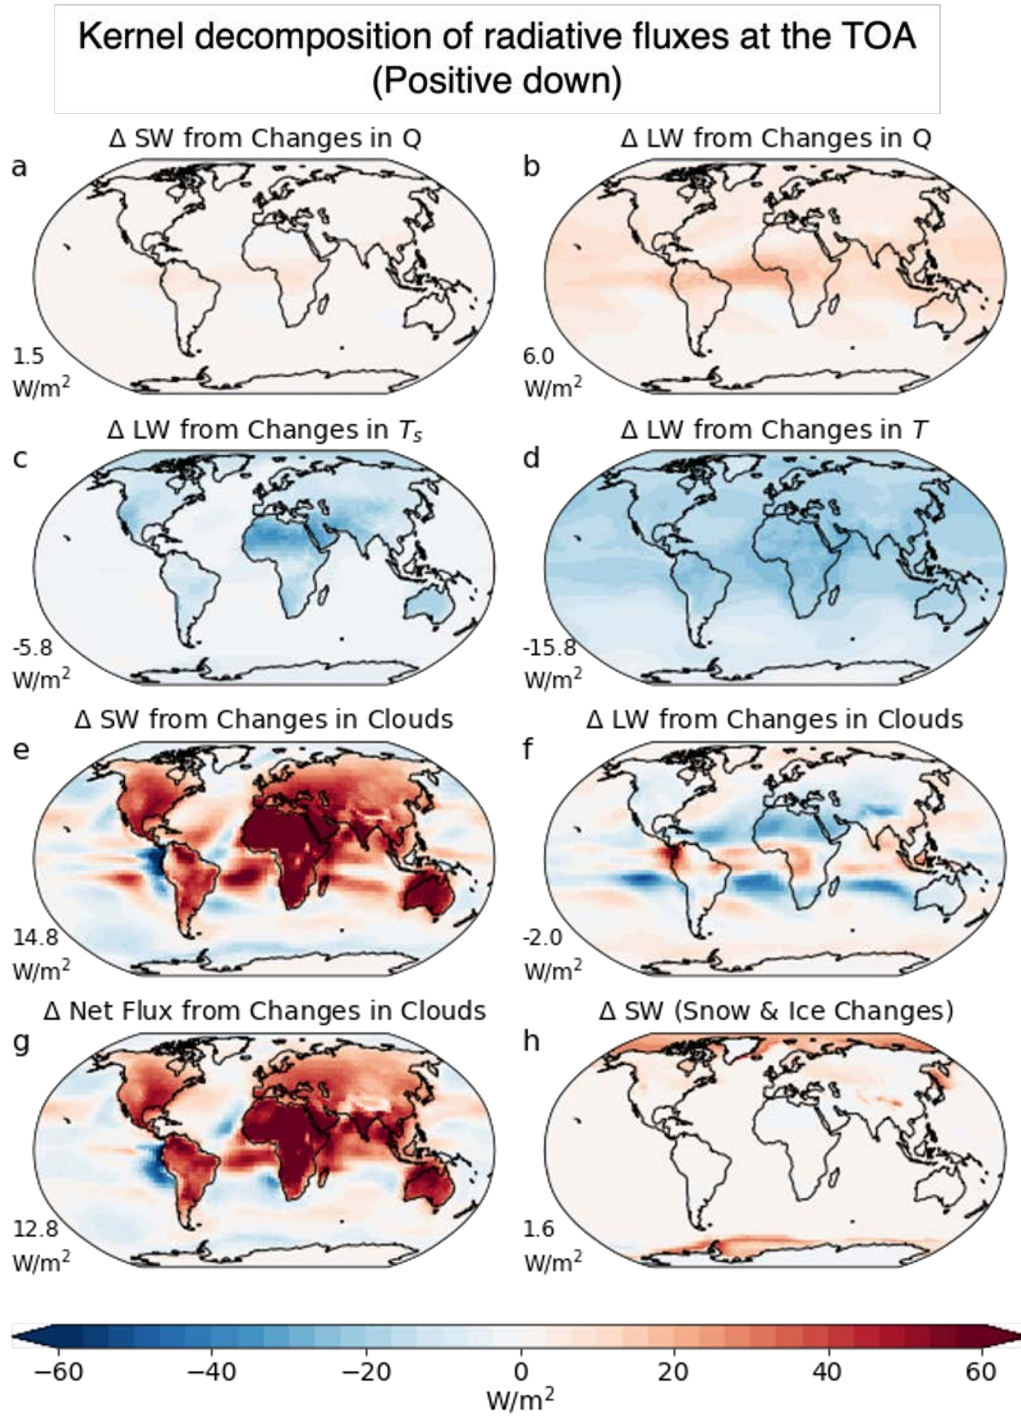 Kernel decomposition of radiative fluxes at the TOA
(Positive down)
Δ SW from Changes in Q
a
1.5
W/m²
Δ LW from Changes in Q
b
6.0
W/m²
Δ LW from Changes in Tₛ
c
-5.8
W/m²
Δ LW from Changes in T
d
-15.8
W/m²
Δ SW from Changes in Clouds
e
14.8
W/m²
Δ LW from Changes in Clouds
f
-2.0
W/m²
Δ Net Flux from Changes in Clouds
g
12.8
W/m²
Δ SW (Snow & Ice Changes)
h
1.6
W/m²
−60 −40 −20 0 20 40 60
W/m²